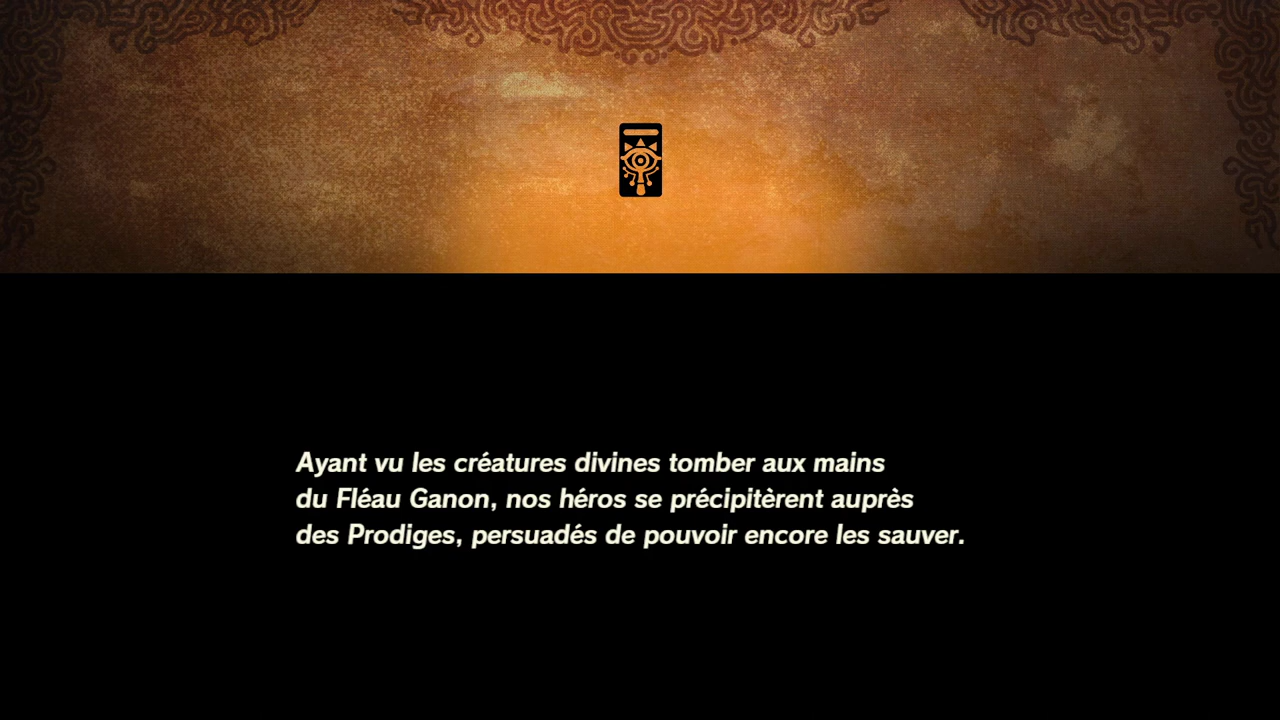 Ayant vu les créatures divines tomber aux mains
du Fléau Ganon, nos héros se précipitèrent auprès
des Prodiges, persuadés de pouvoir encore les sauver.